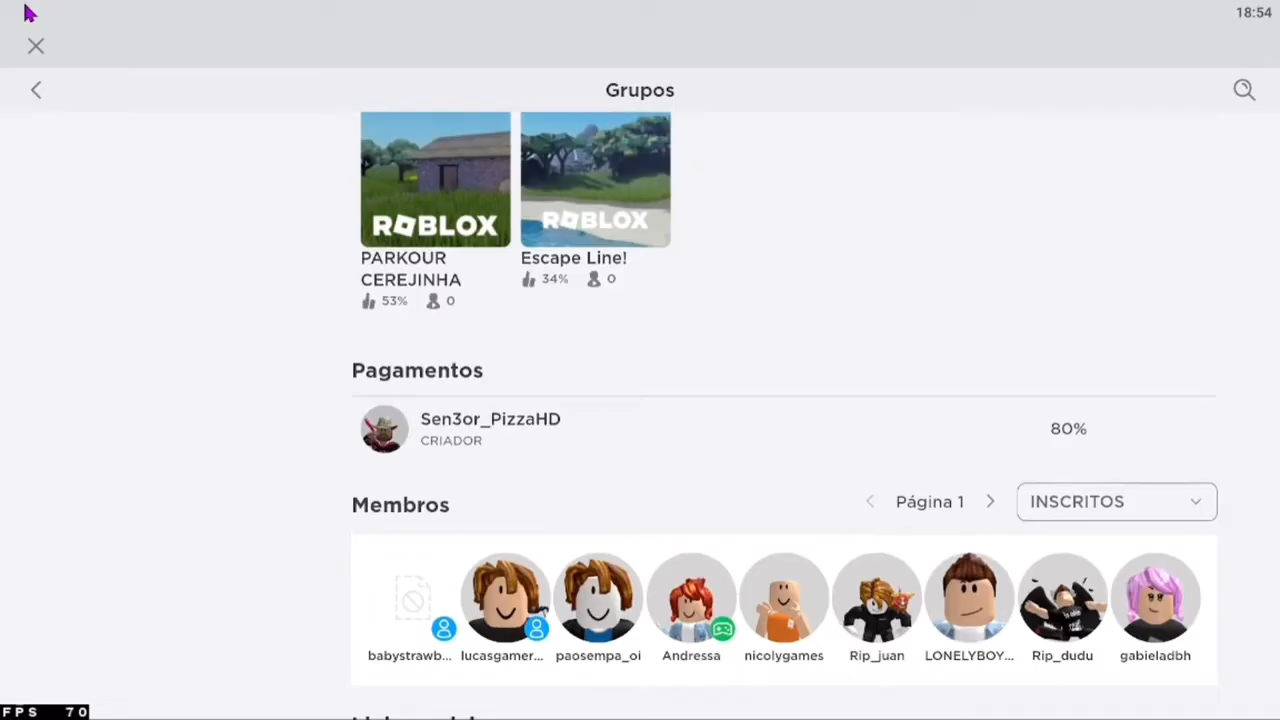 18:54
Grupos
ROBLOX
ROBLOX
PARKOUR
CEREJINHA
53% 0
Escape Line!
34% 0
Pagamentos
Sen3or_PizzaHD
CRIADOR
80%
Membros
Página 1
INSCRITOS
babystrawb... lucasgamer... paosempa_oi Andressa nicolygames Rip_juan LONELYBOY... Rip_dudu gabieladbh
FPS 70